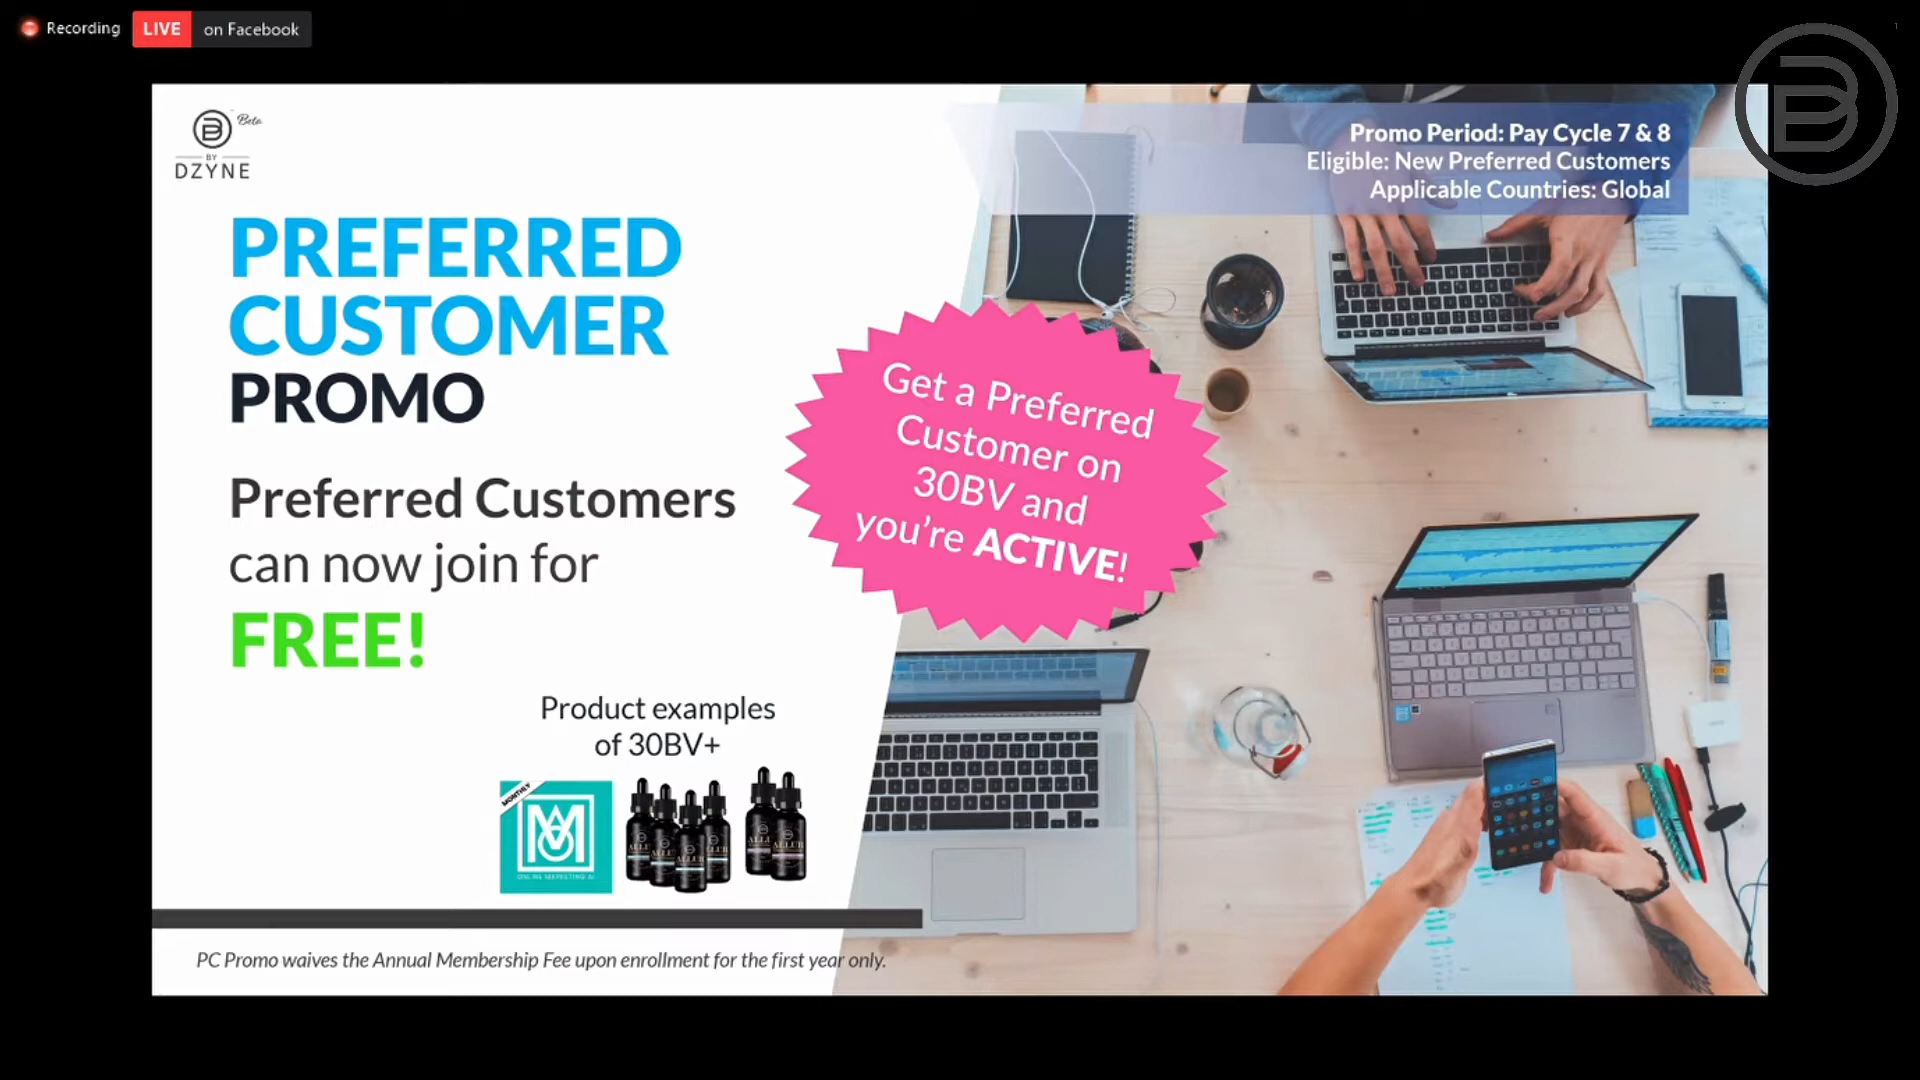 Recording
LIVE on Facebook
Beta
BY
DZYNE
Promo Period: Pay Cycle 7 & 8
Eligible: New Preferred Customers
Applicable Countries: Global
PREFERRED
CUSTOMER
PROMO
Preferred Customers
can now join for
FREE!
Get a Preferred
Customer on
30BV and
you're ACTIVE!
Product examples
of 30BV+
MONTHLY
PC Promo waives the Annual Membership Fee upon enrollment for the first year only.